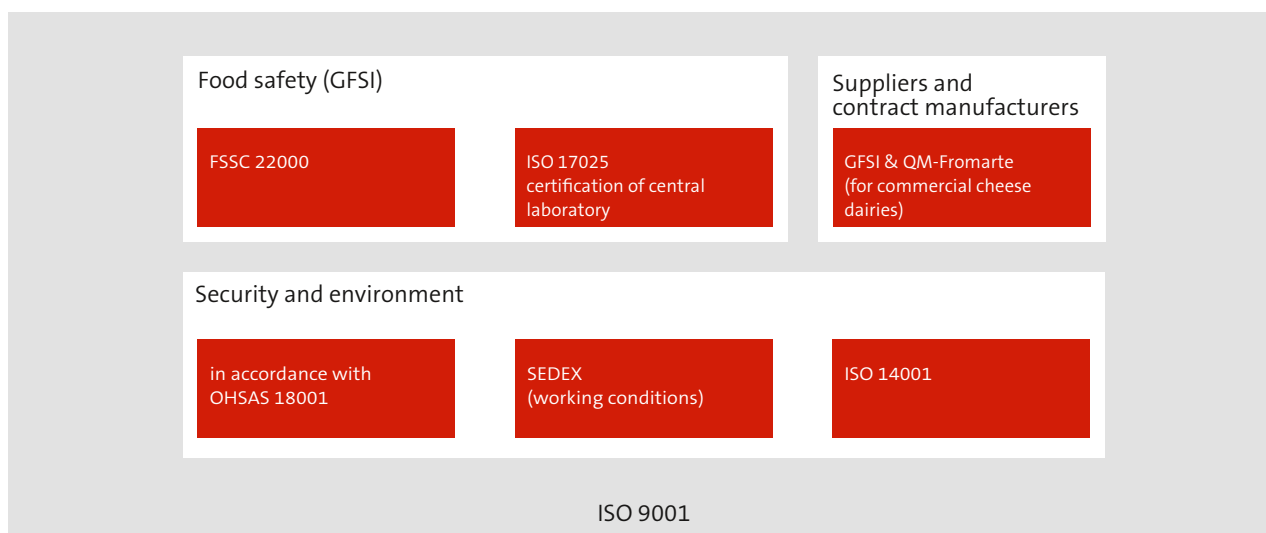 Food safety (GFSI)
FSSC 22000
ISO 17025
certification of central
laboratory
Suppliers and
contract manufacturers
GFSI & QM-Fromarte
(for commercial cheese
dairies)
Security and environment
in accordance with
OHSAS 18001
SEDEX
(working conditions)
ISO 14001
ISO 9001